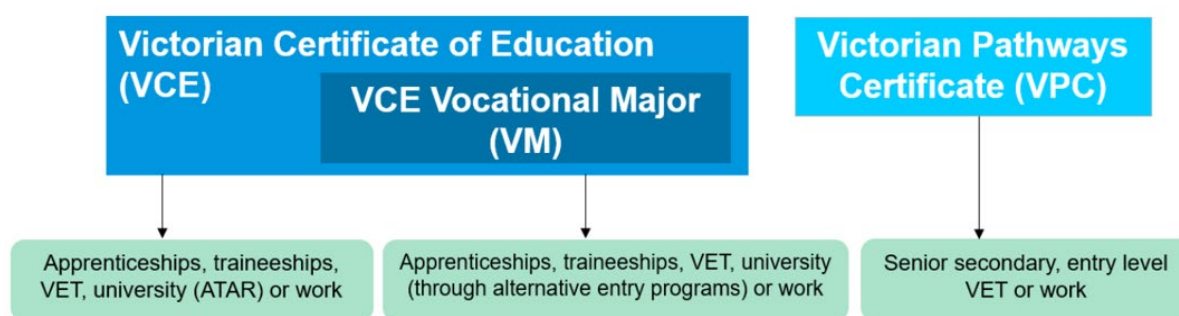 Victorian Certificate of Education
(VCE)
VCE Vocational Major
(VM)
Victorian Pathways
Certificate (VPC)
Apprenticeships, traineeships,
VET, university (ATAR) or work
Apprenticeships, traineeships, VET, university
(through alternative entry programs) or work
Senior secondary, entry level
VET or work